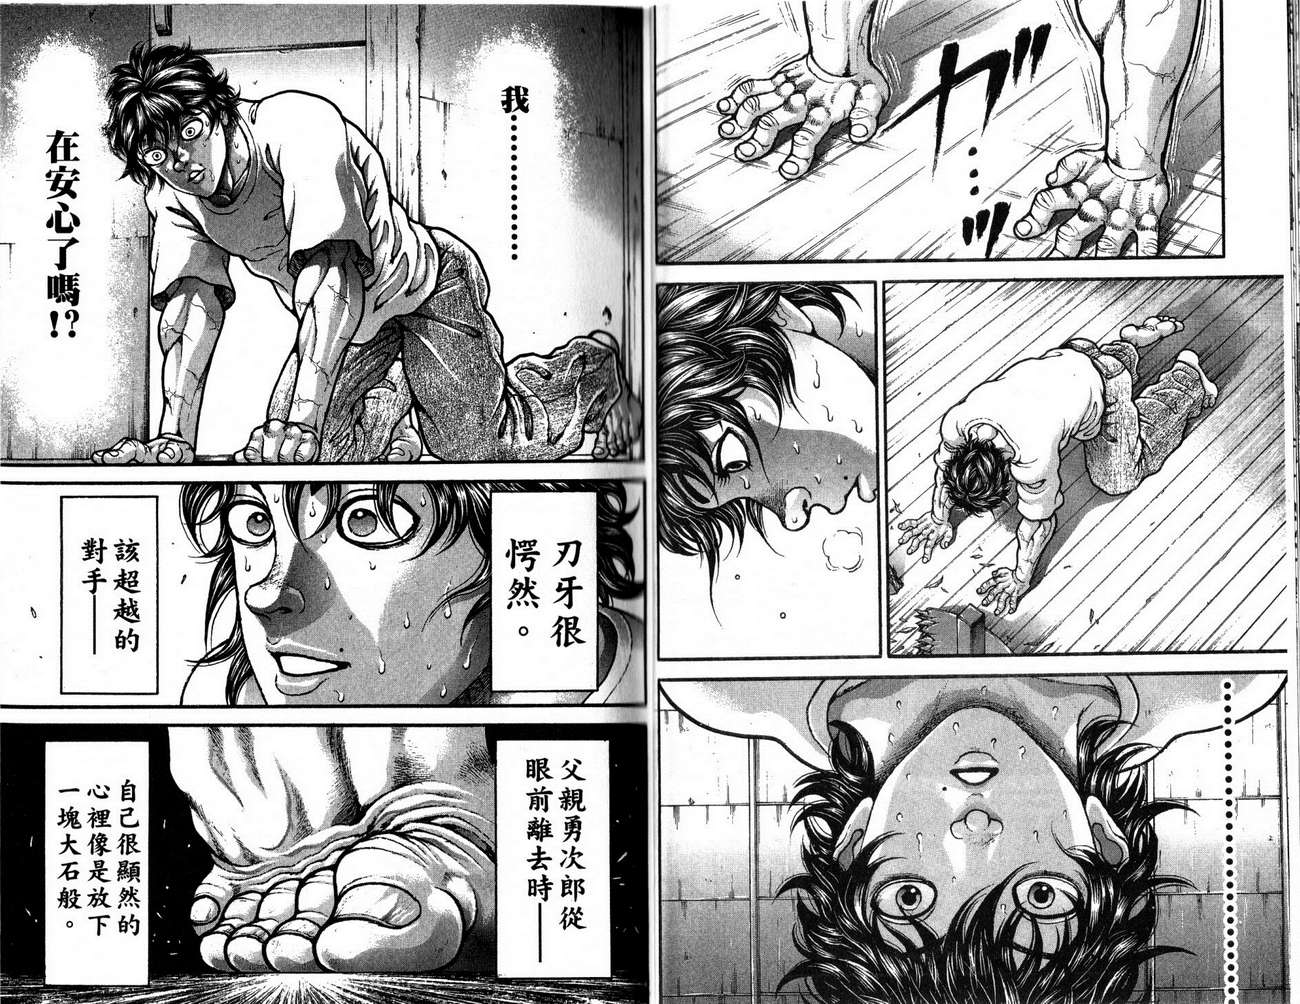 ガガッ
…
我…………
在安心了嗎!?
刃牙很
愕然。
該超越的
對手——
父親勇次郎從
眼前離去時——
自己很顯然的
心裡像是放下
一塊大石般。